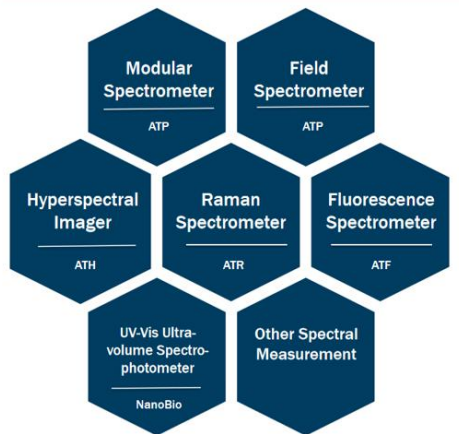 Modular
Spectrometer
ATP
Field
Spectrometer
ATP
Hyperspectral
Imager
ATH
Raman
Spectrometer
ATR
Fluorescence
Spectrometer
ATF
UV-Vis Ultra-
volume Spectro-
photometer
NanoBio
Other Spectral
Measurement